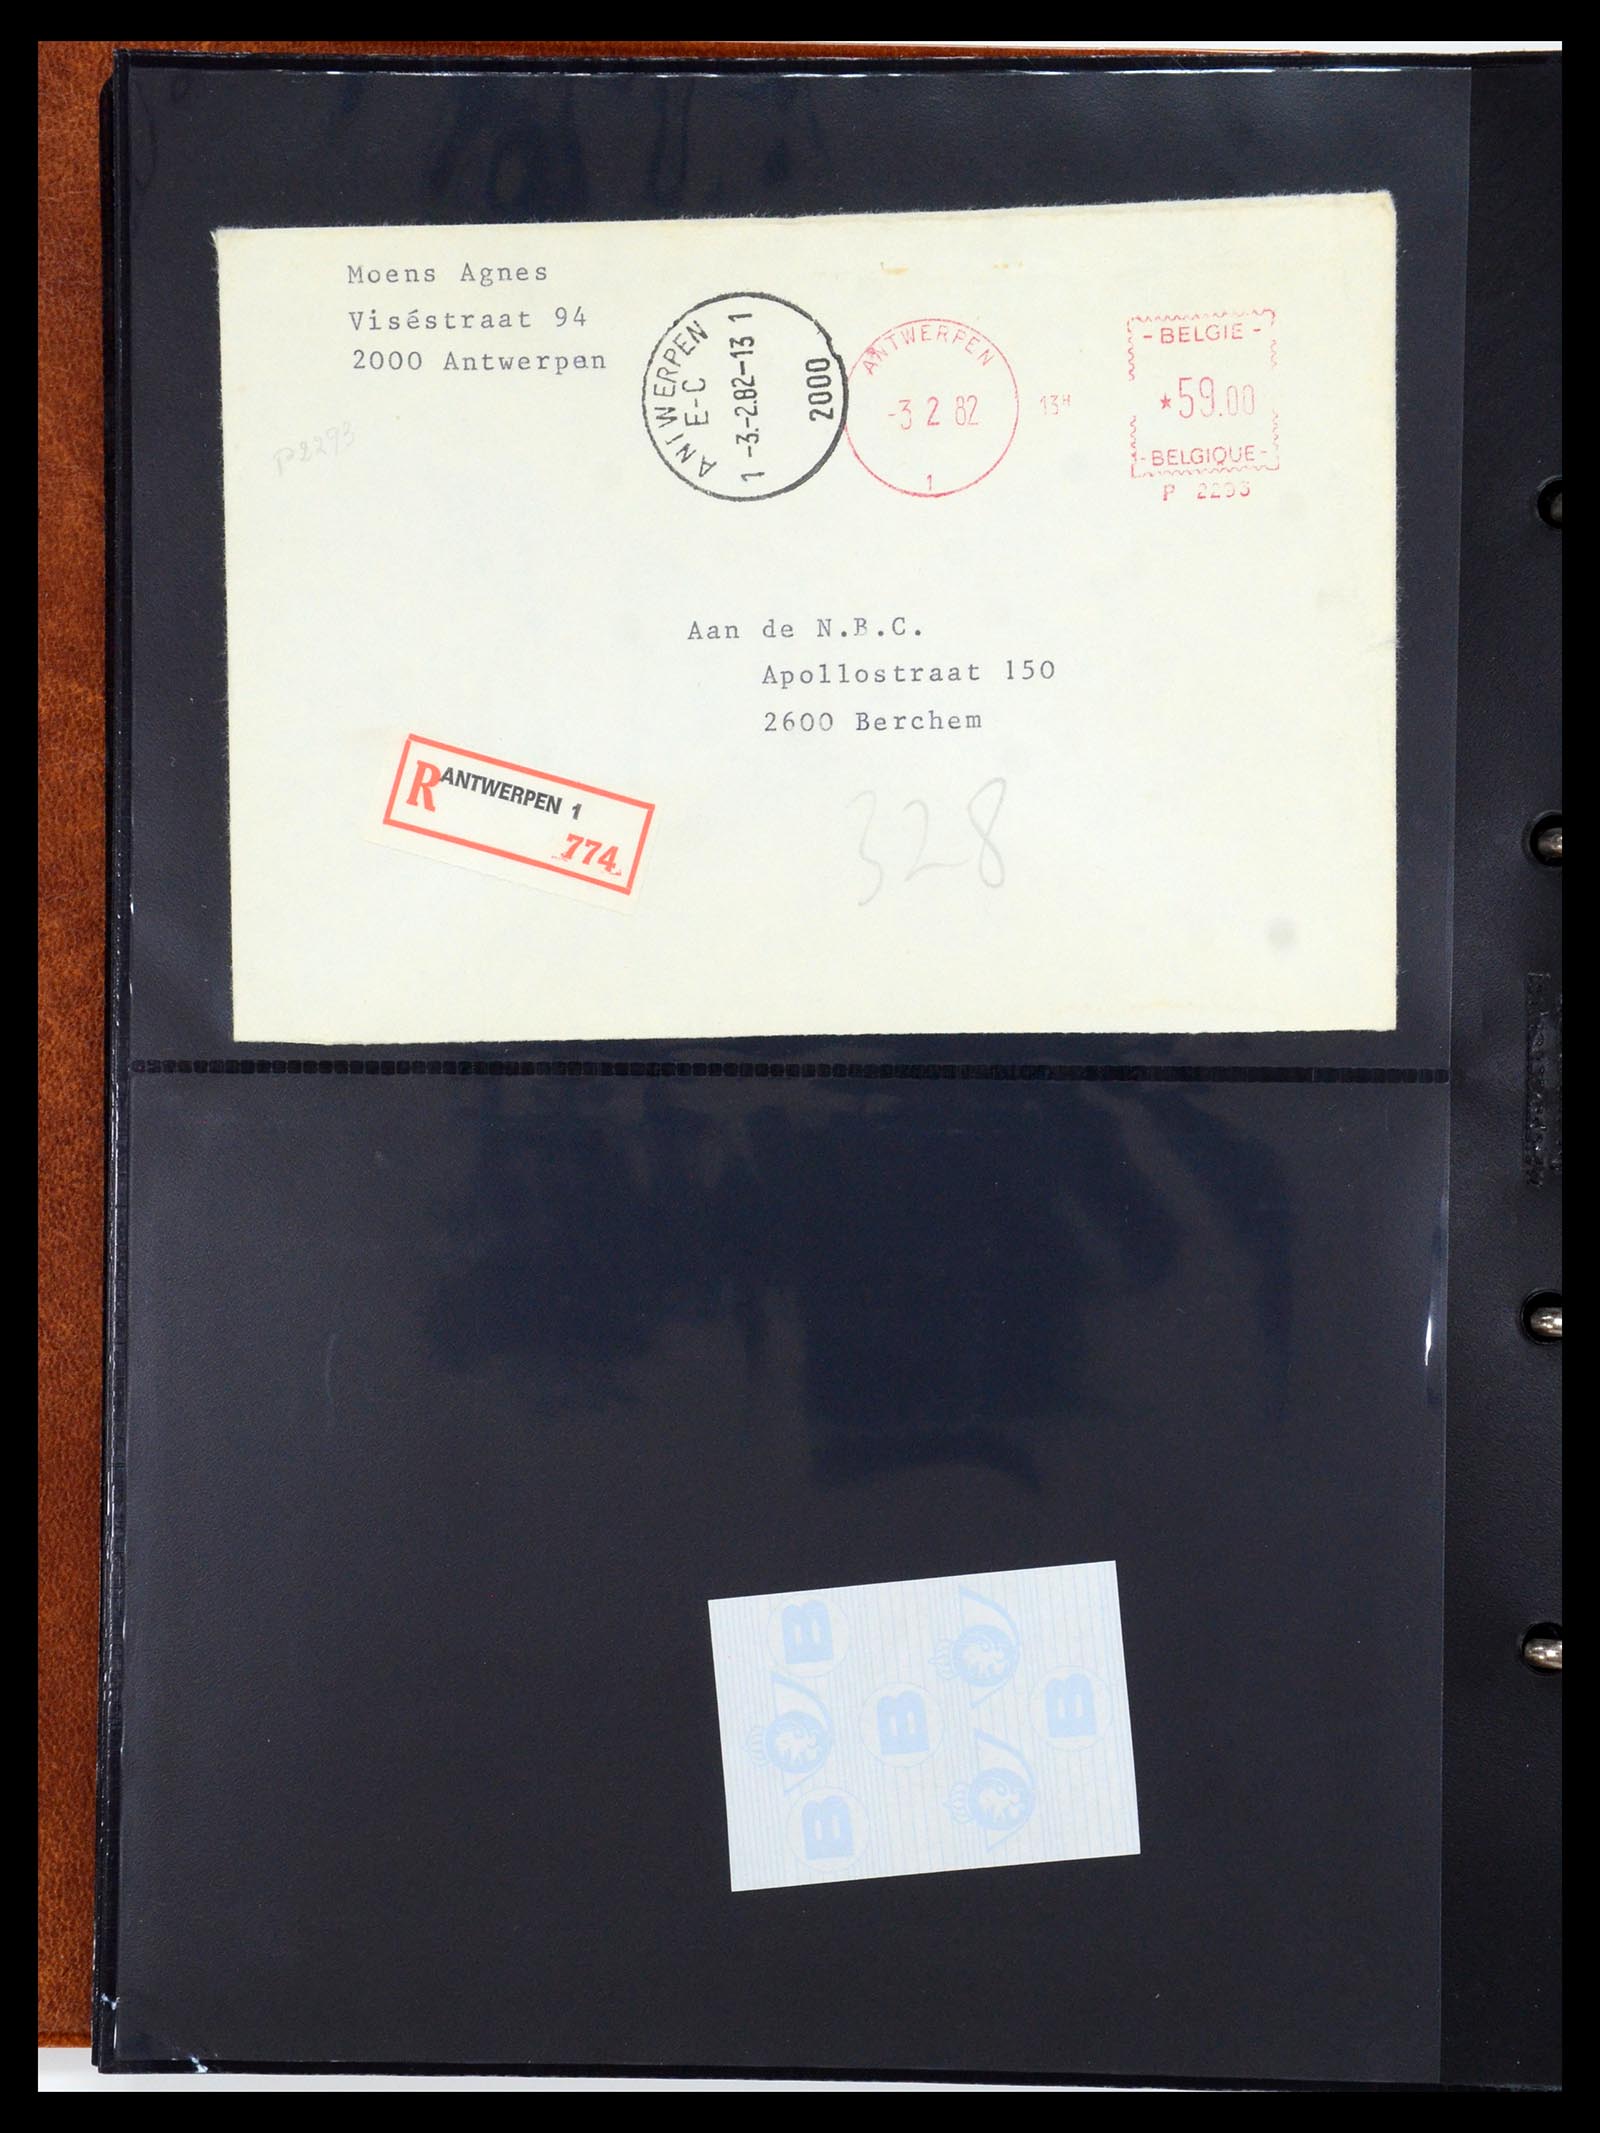 Moens Agnes
Viséstraat 94
2000 Antwerpen
P2293
ANTWERPEN
E-C
1 -3.-2.82-13 1
2000
ANTWERPEN
-3 2 82
1
13H
- BELGIE -
*59.00
- BELGIQUE -
P 2293
Aan de N.B.C.
Apollostraat 150
2600 Berchem
R ANTWERPEN 1
774
328
B
B
B
B